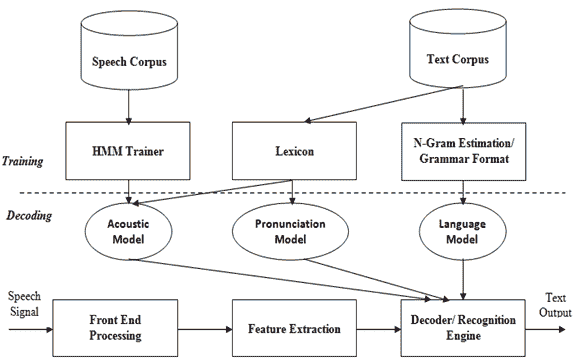 Speech Corpus
Text Corpus
HMM Trainer
Lexicon
N-Gram Estimation/
Grammar Format
Training
Decoding
Acoustic
Model
Pronunciation
Model
Language
Model
Speech
Signal
Front End
Processing
Feature Extraction
Decoder/ Recognition
Engine
Text
Output